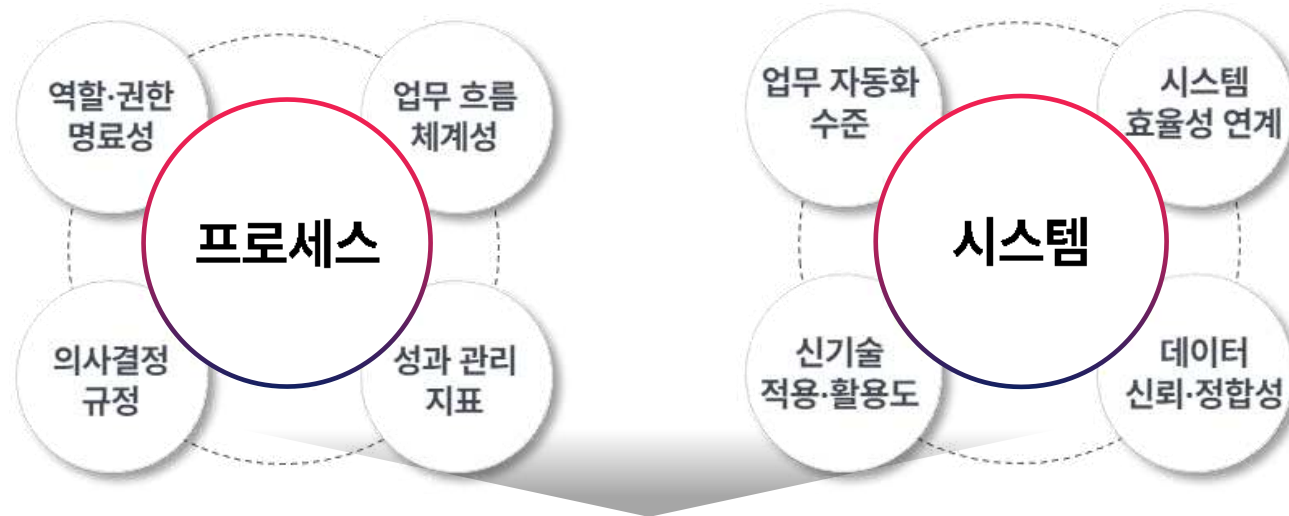 역할·권한
명료성
업무 흐름
체계성
프로세스
의사결정
규정
성과 관리
지표
업무 자동화
수준
시스템
효율성 연계
시스템
신기술
적용·활용도
데이터
신뢰·정합성